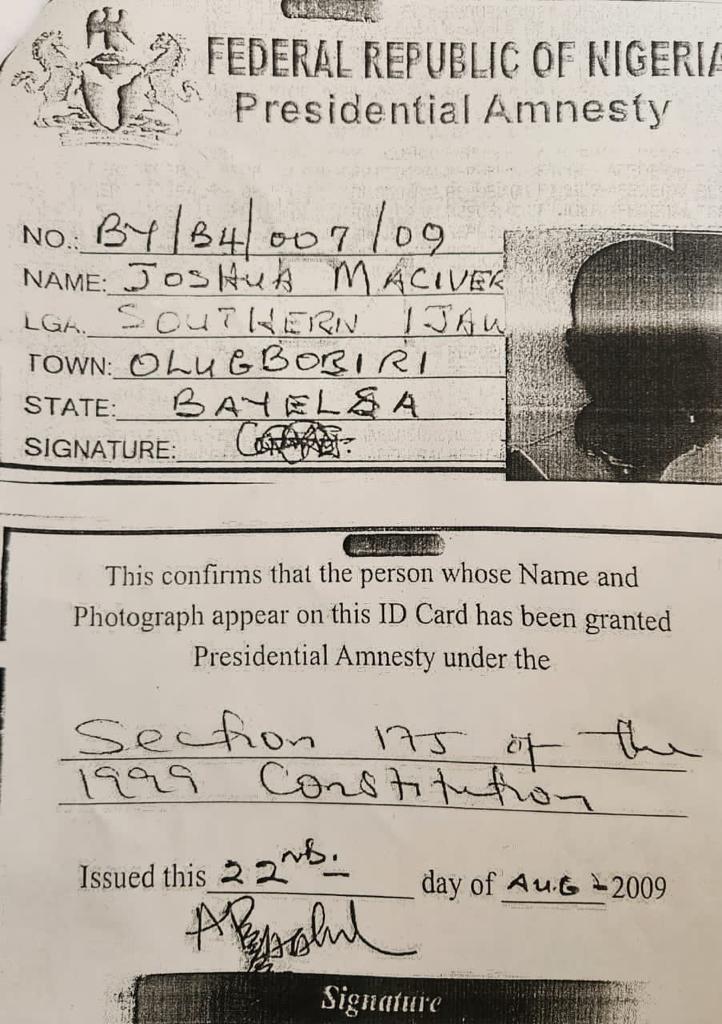 FEDERAL REPUBLIC OF NIGERIA
Presidential Amnesty
NO.: BY/B4/007/09
NAME: JOSHUA MACIVER
LGA. SOUTHERN IJAW
TOWN: OLUGBOBIRI
STATE: BAYELSA
SIGNATURE:
This confirms that the person whose Name and
Photograph appear on this ID Card has been granted
Presidential Amnesty under the
Section 175 of the
1999 Constitution
Issued this 22nd. day of AUG 2009
Signature